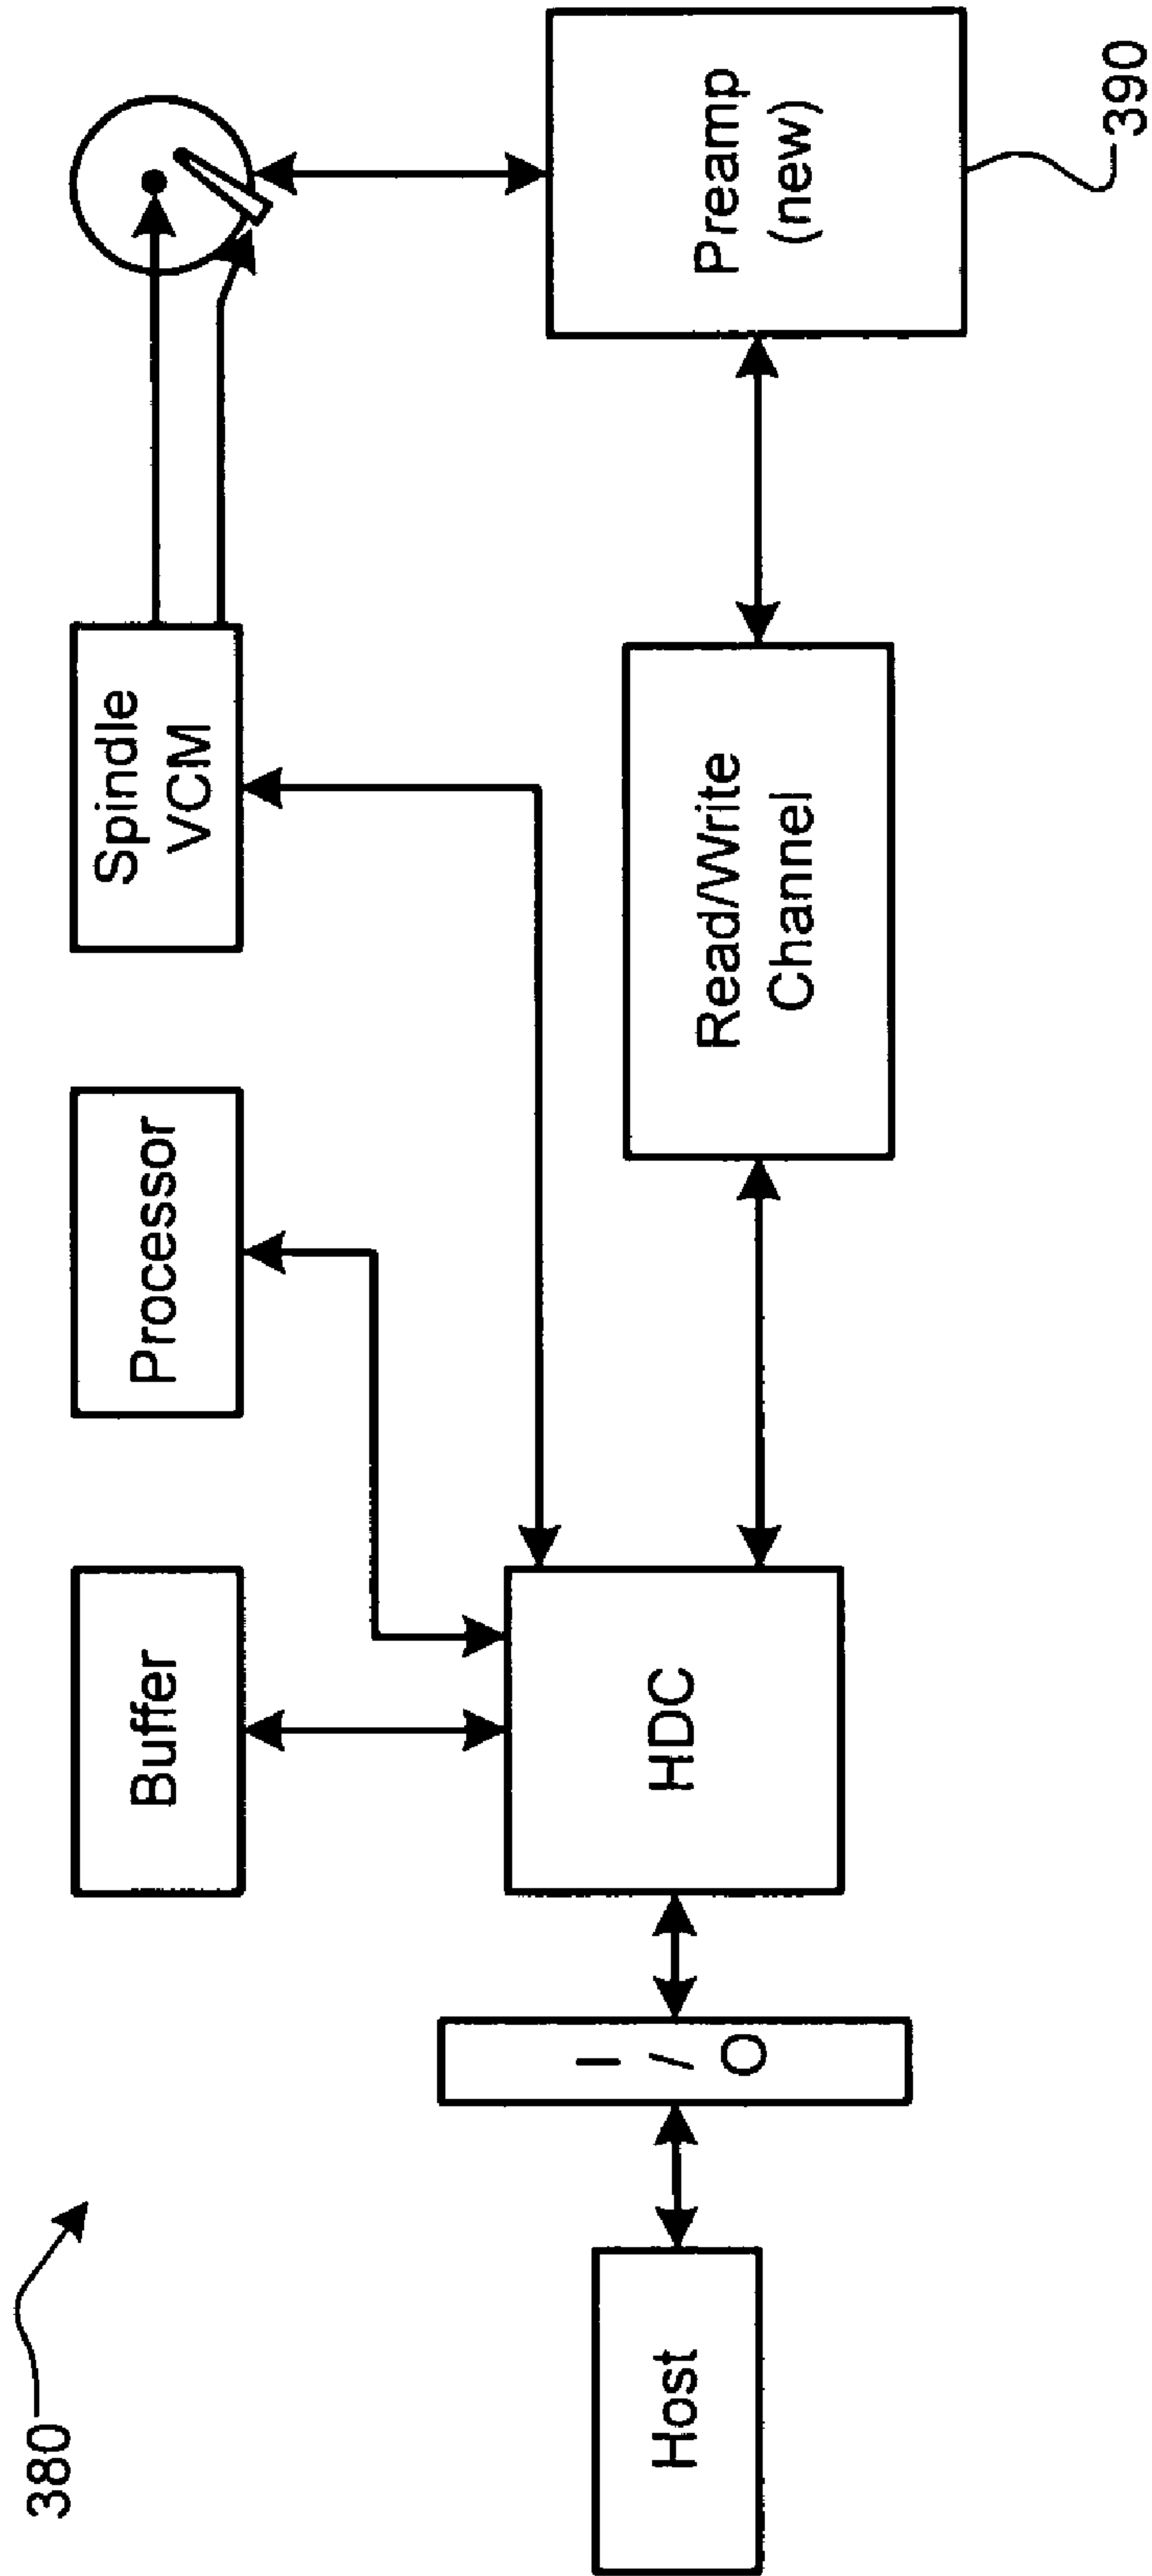 380
Buffer
Processor
Spindle
VCM
Host
I
/
O
HDC
Read/Write
Channel
Preamp
(new)
390